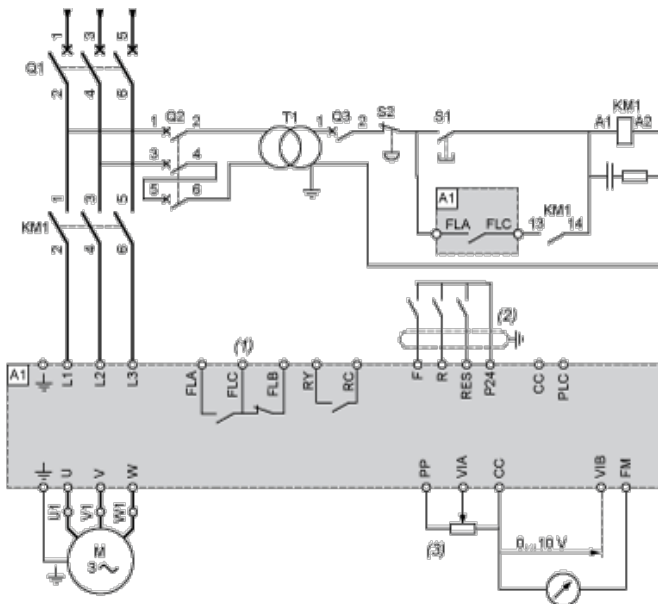 1 3 5
Q1
2 4 6
Q2
1 2
3 4
5 6
T1
1 Q3 2
S2
S1
KM1
A1 A2
A1
FLA FLC
KM1
13 14
1 3 5
KM1
2 4 6
(1)
(2)
A1
L1 L2 L3
FLA FLC FLB RY RC
F R RES P24 CC PLC
U V W
PP VIA CC VIB FM
U1 V1 W1
M
3~
(3)
0 ... 10 V